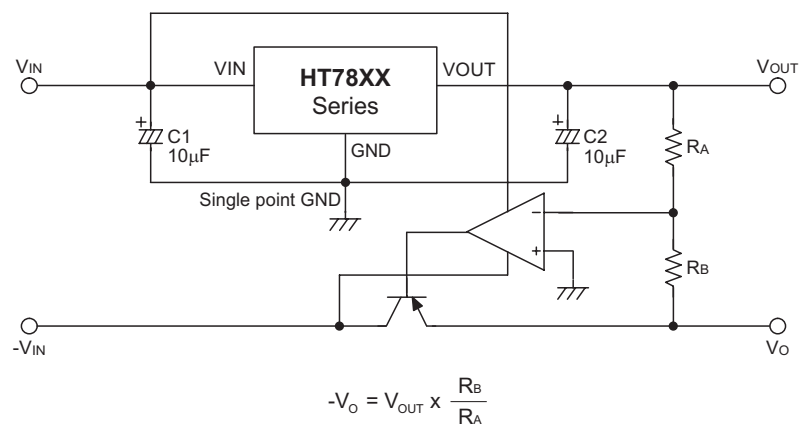 VIN
VIN
HT78XX
Series
VOUT
VOUT
+
C1
10μF
GND
+
C2
10μF
RA
Single point GND
−
+
RB
-VIN
VO
-VO = VOUT x RB
RA